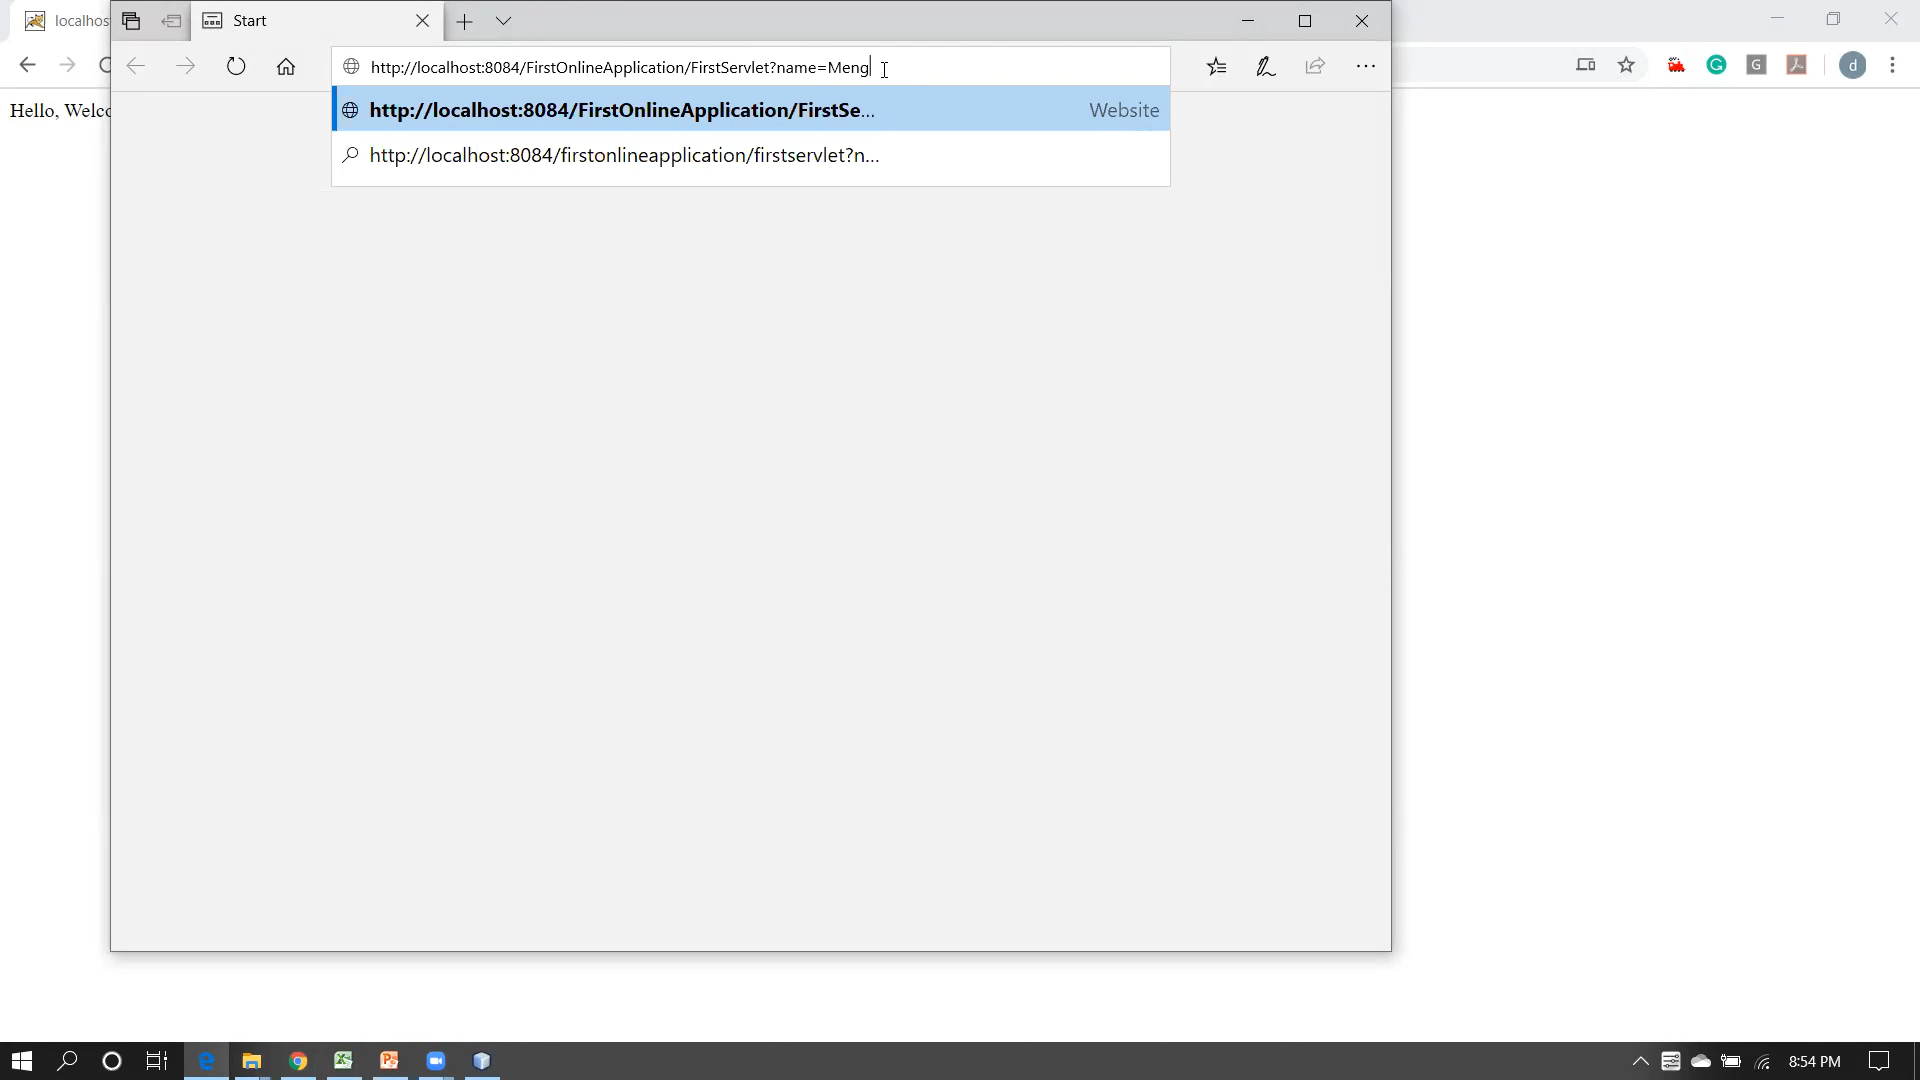 localhos
Start
http://localhost:8084/FirstOnlineApplication/FirstServlet?name=Meng
d
http://localhost:8084/FirstOnlineApplication/FirstSe... Website
Hello, Welco
http://localhost:8084/firstonlineapplication/firstservlet?n...
8:54 PM